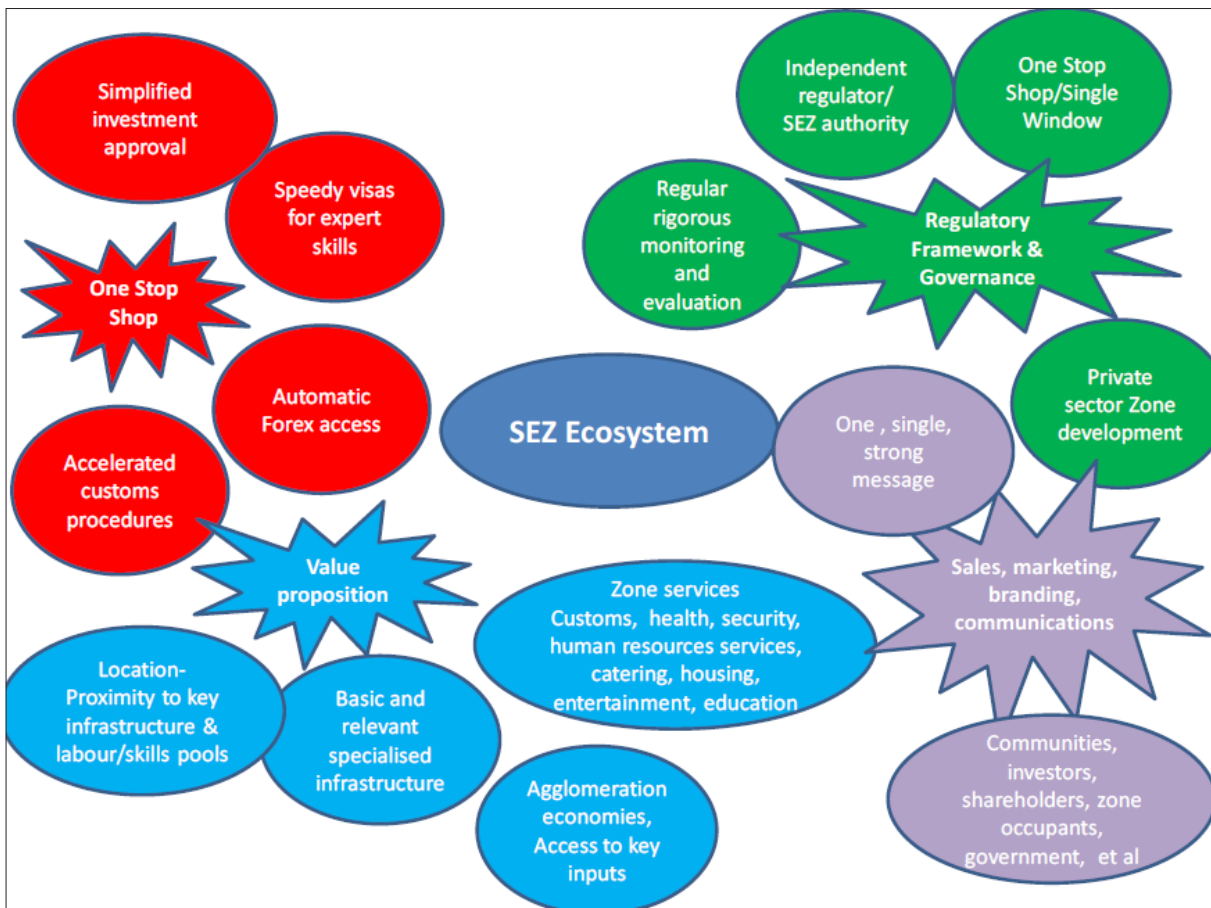 Simplified
investment
approval
Speedy visas
for expert
skills
One Stop
Shop
Automatic
Forex access
Accelerated
customs
procedures
Independent
regulator/
SEZ authority
One Stop
Shop/Single
Window
Regular
rigorous
monitoring
and
evaluation
Regulatory
Framework &
Governance
Private
sector Zone
development
SEZ Ecosystem
One , single,
strong
message
Sales, marketing,
branding,
communications
Communities,
investors,
shareholders, zone
occupants,
government, et al
Value
proposition
Zone services
Customs, health, security,
human resources services,
catering, housing,
entertainment, education
Location-
Proximity to key
infrastructure &
labour/skills pools
Basic and
relevant
specialised
infrastructure
Agglomeration
economies,
Access to key
inputs